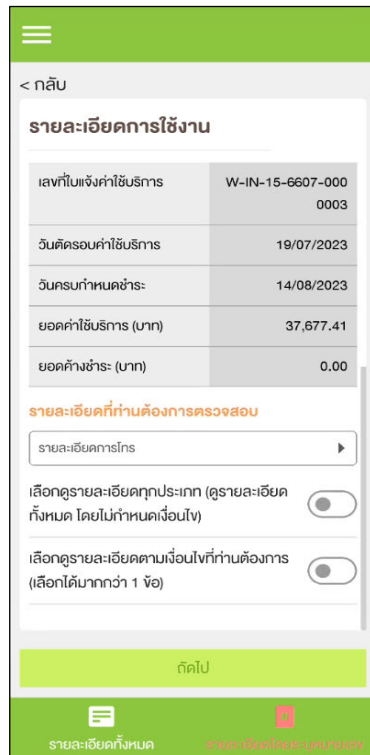 < กลับ
รายละเอียดการใช้งาน
เลขที่ใบแจ้งค่าใช้บริการ W-IN-15-6607-000
0003
วันตัดรอบค่าใช้บริการ 19/07/2023
วันครบกำหนดชำระ 14/08/2023
ยอดค่าใช้บริการ (บาท) 37,677.41
ยอดค้างชำระ (บาท) 0.00
รายละเอียดที่ท่านต้องการตรวจสอบ
รายละเอียดการโทร
เลือกดูรายละเอียดทุกประเภท (ดูรายละเอียด
ทั้งหมด โดยไม่กำหนดเงื่อนไข)
เลือกดูรายละเอียดตามเงื่อนไขที่ท่านต้องการ
(เลือกได้มากกว่า 1 ข้อ)
ถัดไป
รายละเอียดทั้งหมด